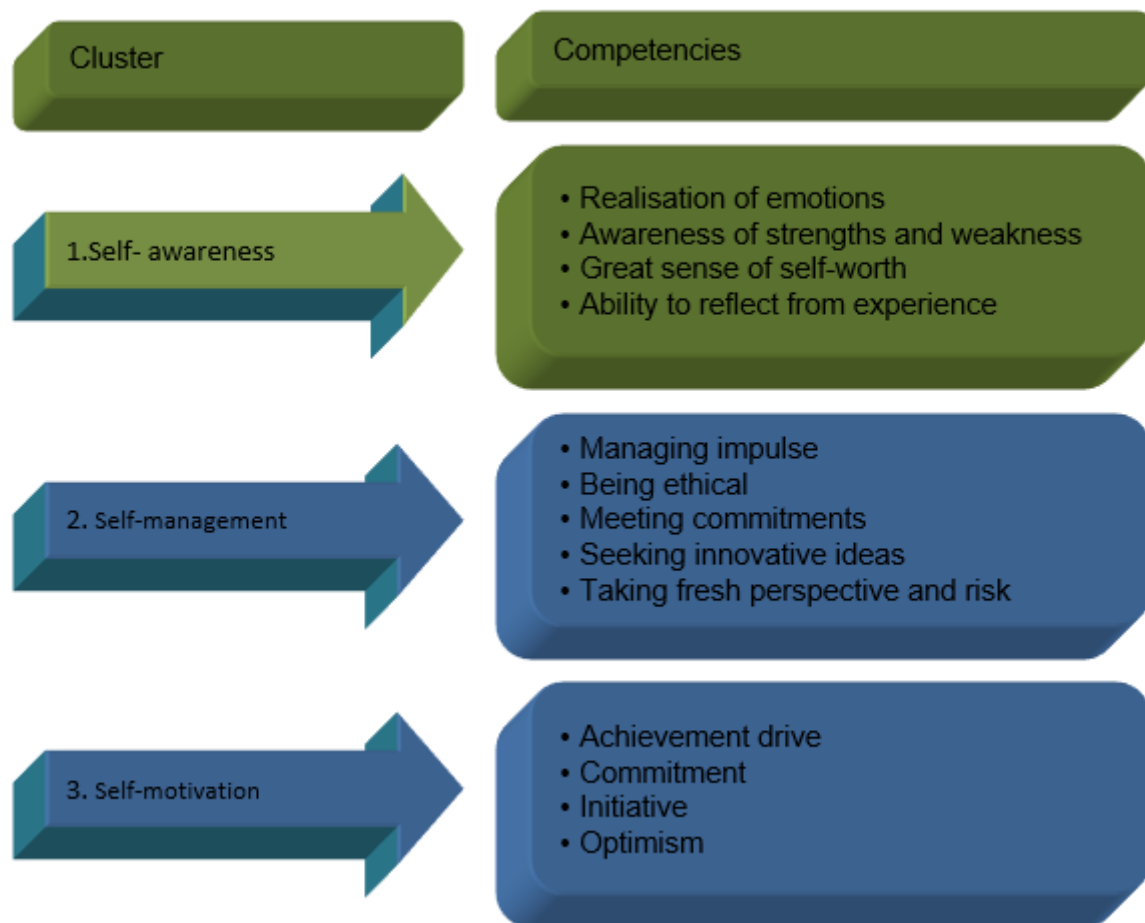 Cluster
Competencies
1.Self- awareness
• Realisation of emotions
• Awareness of strengths and weakness
• Great sense of self-worth
• Ability to reflect from experience
2. Self-management
• Managing impulse
• Being ethical
• Meeting commitments
• Seeking innovative ideas
• Taking fresh perspective and risk
3. Self-motivation
• Achievement drive
• Commitment
• Initiative
• Optimism